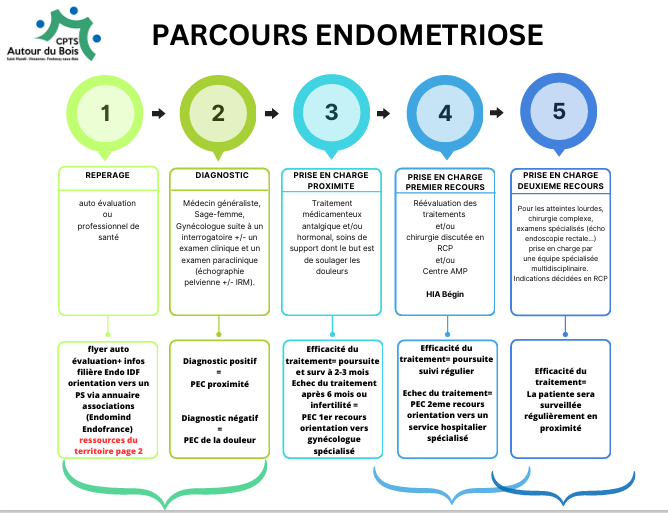 CPTS
Autour du Bois
Saint-Mandé - Vincennes - Fontenay-sous-Bois
PARCOURS ENDOMETRIOSE
1
2
3
4
5
REPERAGE
auto évaluation
ou
professionnel de
santé
flyer auto
évaluation+ infos
filière Endo IDF
orientation vers un
PS via annuaire
associations
(Endomind
Endofrance)
ressources du
territoire page 2
DIAGNOSTIC
Médecin généraliste,
Sage-femme,
Gynécologue suite à un
interrogatoire +/- un
examen clinique et un
examen paraclinique
(échographie
pelvienne +/- IRM).
Diagnostic positif
=
PEC proximité
Diagnostic négatif
=
PEC de la douleur
PRISE EN CHARGE
PROXIMITE
Traitement
médicamenteux
antalgique et/ou
hormonal, soins de
support dont le but est
de soulager les
douleurs
Efficacité du
traitement= poursuite
et surv à 2-3 mois
Echec du traitement
après 6 mois ou
infertilité =
PEC 1er recours
orientation vers
gynécologue
spécialisé
PRISE EN CHARGE
PREMIER RECOURS
Réévaluation des
traitements
et/ou
chirurgie discutée en
RCP
et/ou
Centre AMP
HIA Bégin
Efficacité du
traitement= poursuite
suivi régulier
Echec du traitement=
PEC 2eme recours
orientation vers un
service hospitalier
spécialisé
PRISE EN CHARGE
DEUXIEME RECOURS
Pour les atteintes lourdes,
chirurgie complexe,
examens spécialisés (écho
endoscopie rectale...)
prise en charge par
une équipe spécialisée
multidisciplinaire.
Indications décidées en RCP
Efficacité du
traitement=
La patiente sera
surveillée
régulièrement en
proximité